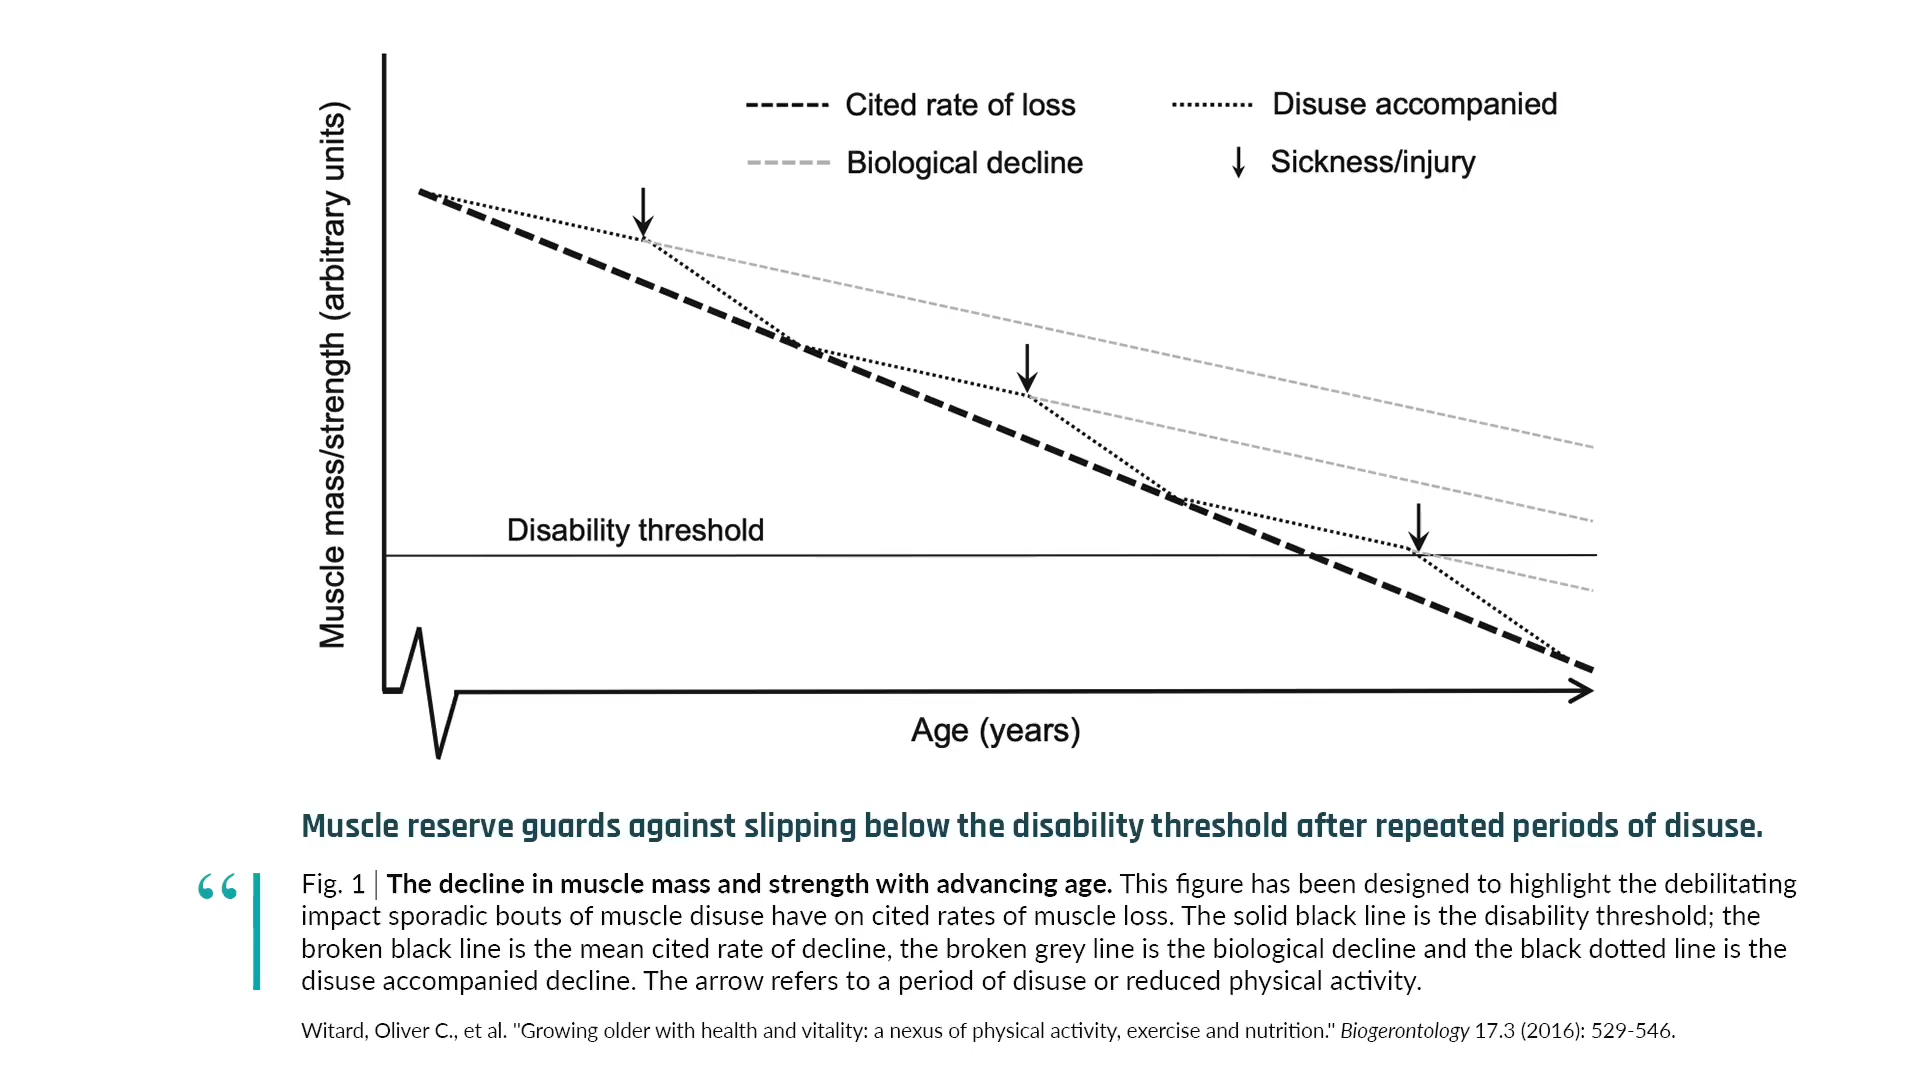 Cited rate of loss
Disuse accompanied
Biological decline
Sickness/injury
Muscle mass/strength (arbitrary units)
Disability threshold
Age (years)
Muscle reserve guards against slipping below the disability threshold after repeated periods of disuse.
“
Fig. 1 | The decline in muscle mass and strength with advancing age. This figure has been designed to highlight the debilitating
impact sporadic bouts of muscle disuse have on cited rates of muscle loss. The solid black line is the disability threshold; the
broken black line is the mean cited rate of decline, the broken grey line is the biological decline and the black dotted line is the
disuse accompanied decline. The arrow refers to a period of disuse or reduced physical activity.
Witard, Oliver C., et al. "Growing older with health and vitality: a nexus of physical activity, exercise and nutrition." Biogerontology 17.3 (2016): 529-546.